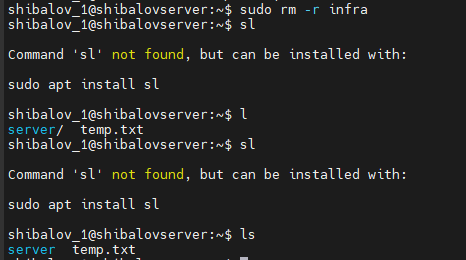 shibalov_1@shibalovserver:~$ sudo rm -r infra
shibalov_1@shibalovserver:~$ sl
Command 'sl' not found, but can be installed with:
sudo apt install sl
shibalov_1@shibalovserver:~$ l
server/  temp.txt
shibalov_1@shibalovserver:~$ sl
Command 'sl' not found, but can be installed with:
sudo apt install sl
shibalov_1@shibalovserver:~$ ls
server  temp.txt